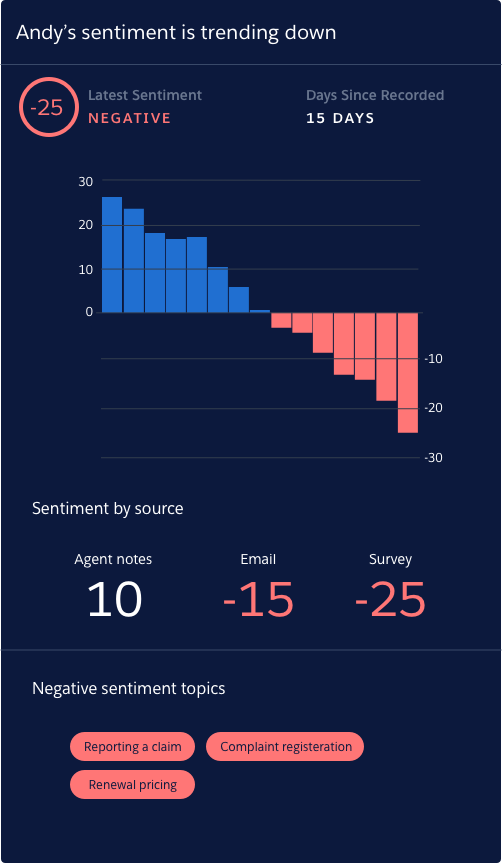 Andy’s sentiment is trending down
-25
Latest Sentiment
NEGATIVE
Days Since Recorded
15 DAYS
30
20
10
0
-10
-20
-30
Sentiment by source
Agent notes
10
Email
-15
Survey
-25
Negative sentiment topics
Reporting a claim
Complaint registeration
Renewal pricing